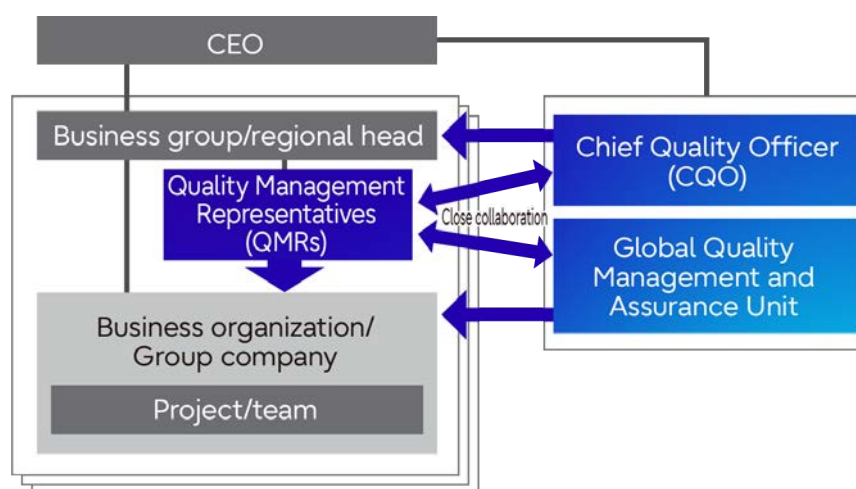 CEO
Business group/regional head
Quality Management
Representatives
(QMRs)
Close collaboration
Business organization/
Group company
Project/team
Chief Quality Officer
(CQO)
Global Quality
Management and
Assurance Unit